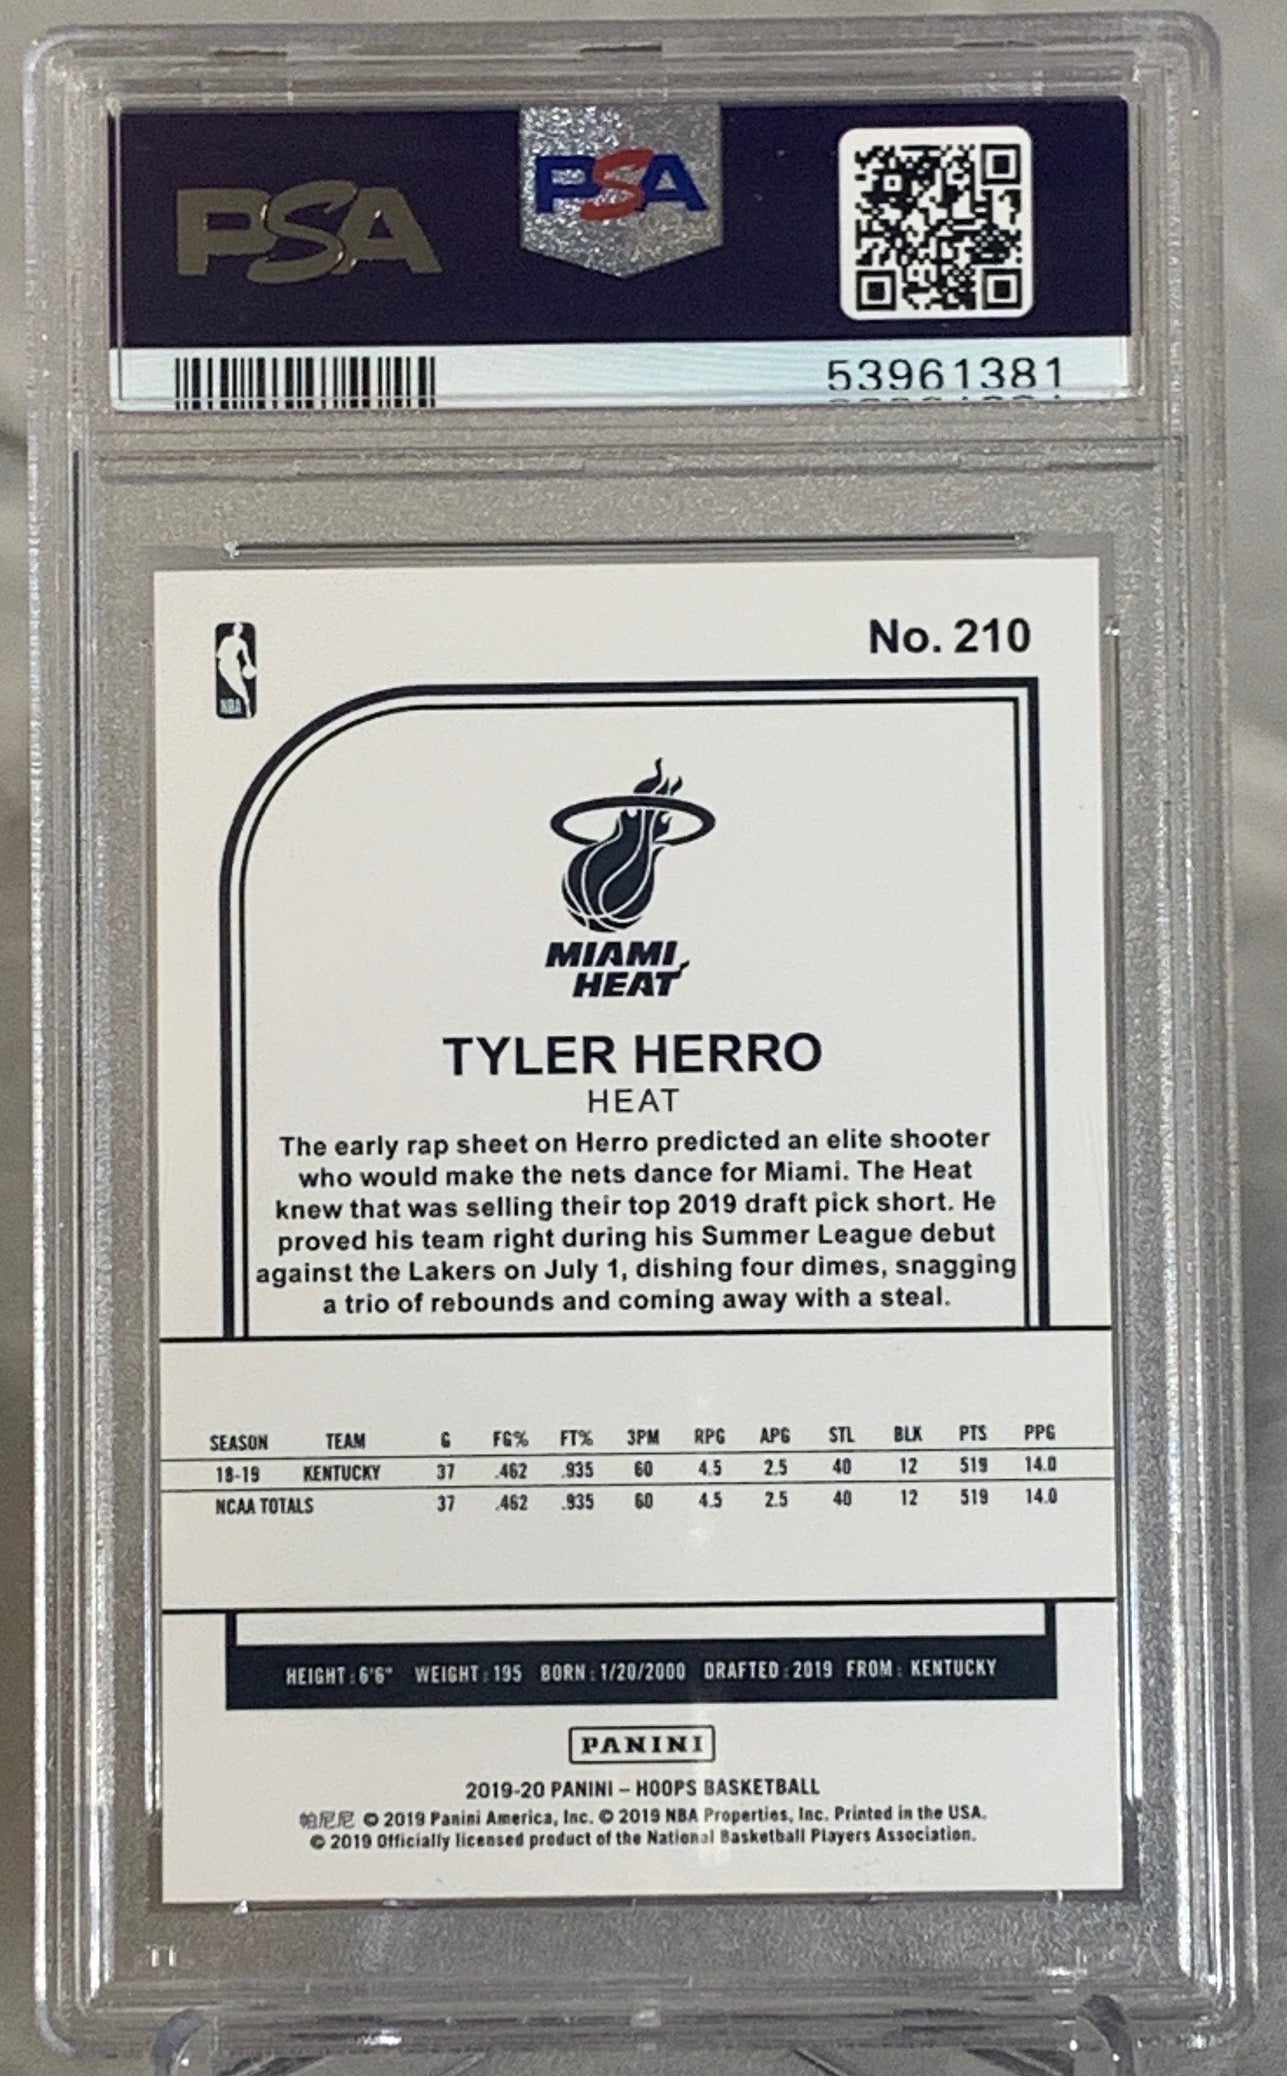 PSA PSA
53961381
No. 210
NBA
MIAMI
HEAT
TYLER HERRO
HEAT
The early rap sheet on Herro predicted an elite shooter
who would make the nets dance for Miami. The Heat
knew that was selling their top 2019 draft pick short. He
proved his team right during his Summer League debut
against the Lakers on July 1, dishing four dimes, snagging
a trio of rebounds and coming away with a steal.
SEASON TEAM G FG% FT% 3PM RPG APG STL BLK PTS PPG
18-19 KENTUCKY 37 .462 .935 60 4.5 2.5 40 12 519 14.0
NCAA TOTALS 37 .462 .935 60 4.5 2.5 40 12 519 14.0
HEIGHT: 6'6" WEIGHT: 195 BORN: 1/20/2000 DRAFTED: 2019 FROM: KENTUCKY
PANINI
2019-20 PANINI – HOOPS BASKETBALL
帕尼尼 © 2019 Panini America, Inc. © 2019 NBA Properties, Inc. Printed in the USA.
© 2019 Officially licensed product of the National Basketball Players Association.